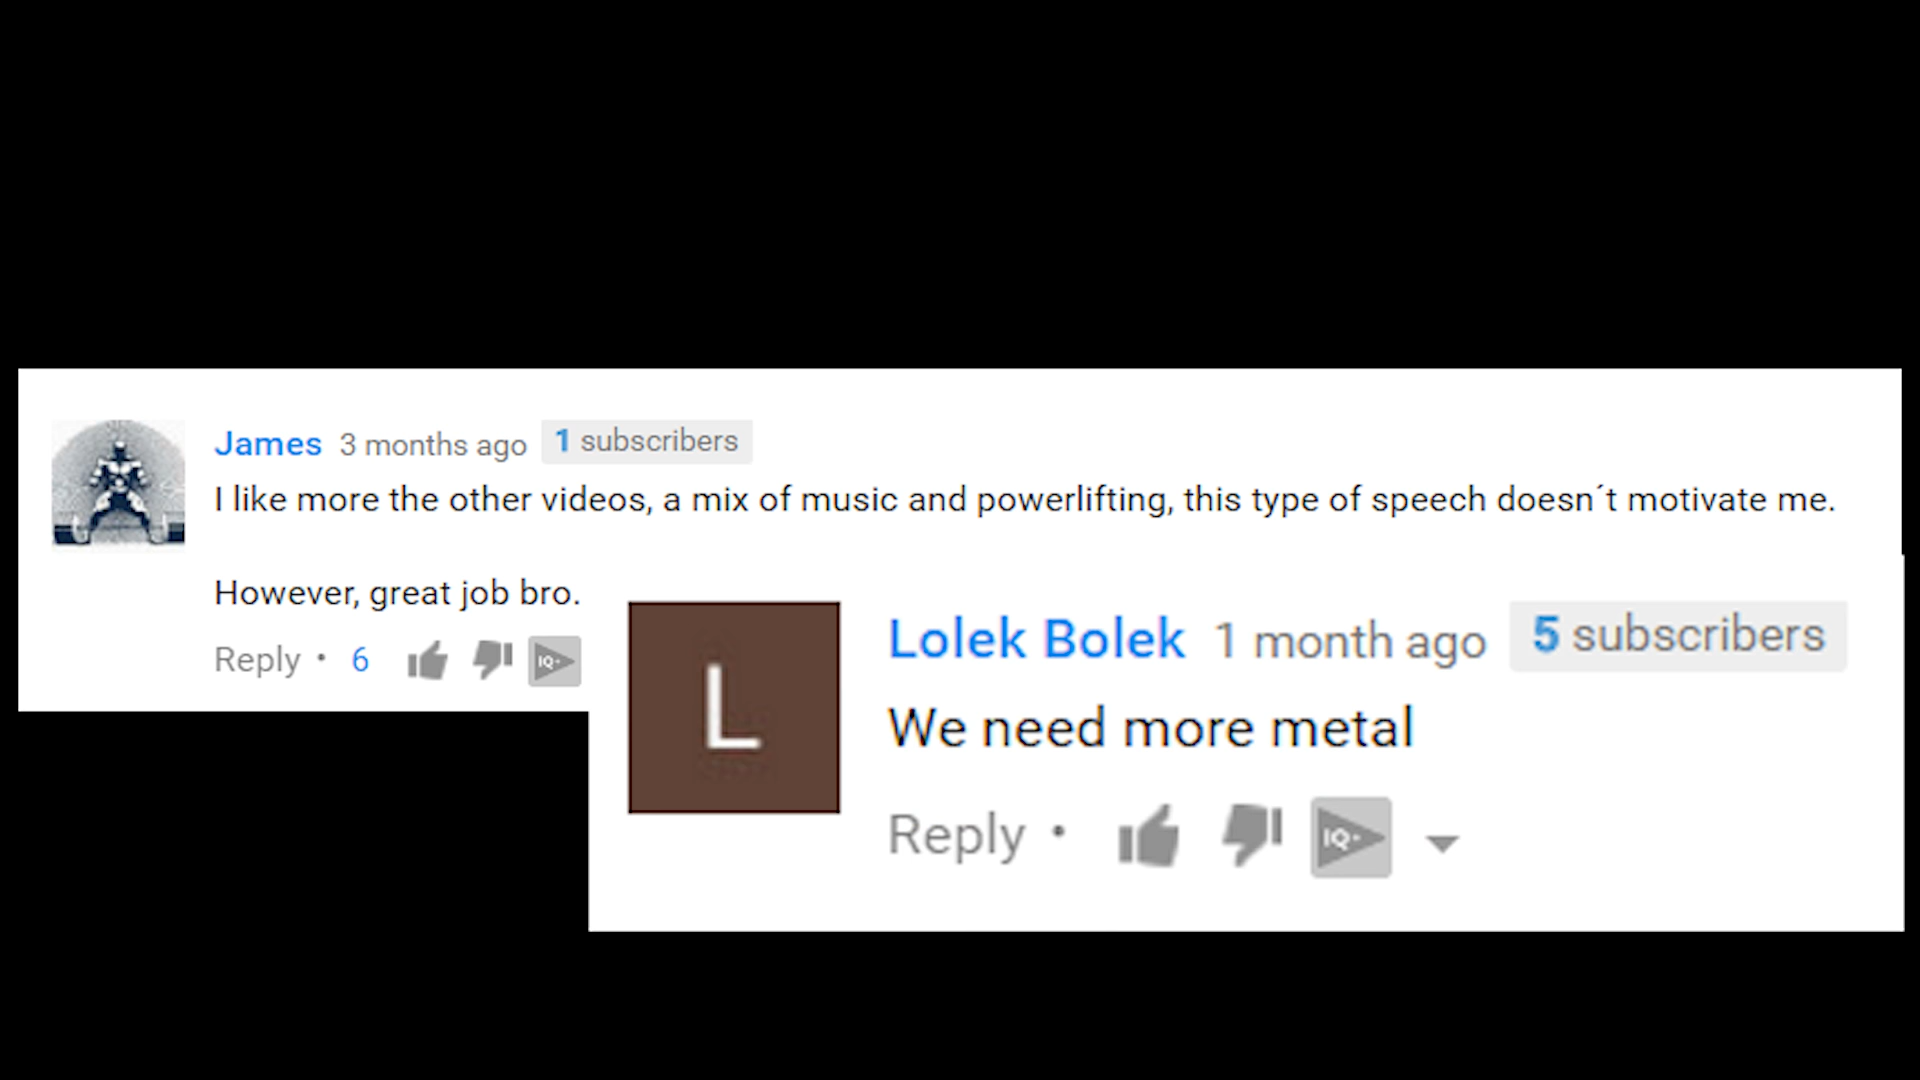 James 3 months ago 1 subscribers
I like more the other videos, a mix of music and powerlifting, this type of speech doesn´t motivate me.
However, great job bro.
Reply • 6 IQ+
L
Lolek Bolek 1 month ago 5 subscribers
We need more metal
Reply • IQ+